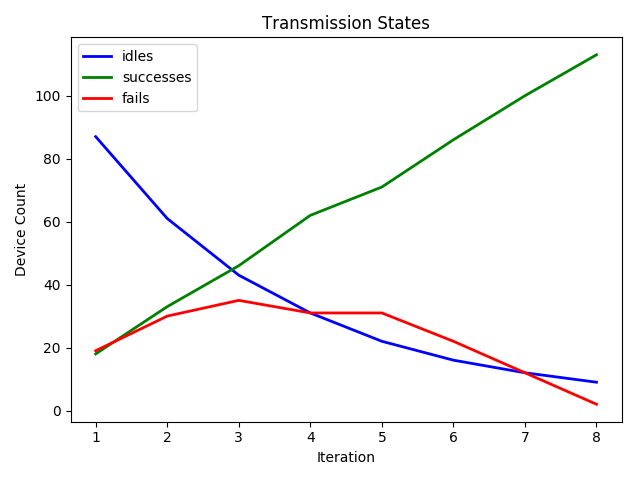 Transmission States
idles
successes
fails
Device Count
100
80
60
40
20
0
1 2 3 4 5 6 7 8
Iteration